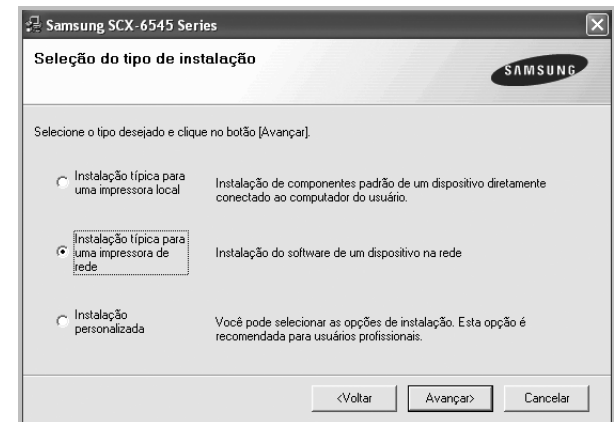 Samsung SCX-6545 Series
Seleção do tipo de instalação
SAMSUNG
Selecione o tipo desejado e clique no botão [Avançar].
Instalação típica para
uma impressora local
Instalação de componentes padrão de um dispositivo diretamente
conectado ao computador do usuário.
Instalação típica para
uma impressora de
rede
Instalação do software de um dispositivo na rede
Instalação
personalizada
Você pode selecionar as opções de instalação. Esta opção é
recomendada para usuários profissionais.
<Voltar
Avançar>
Cancelar